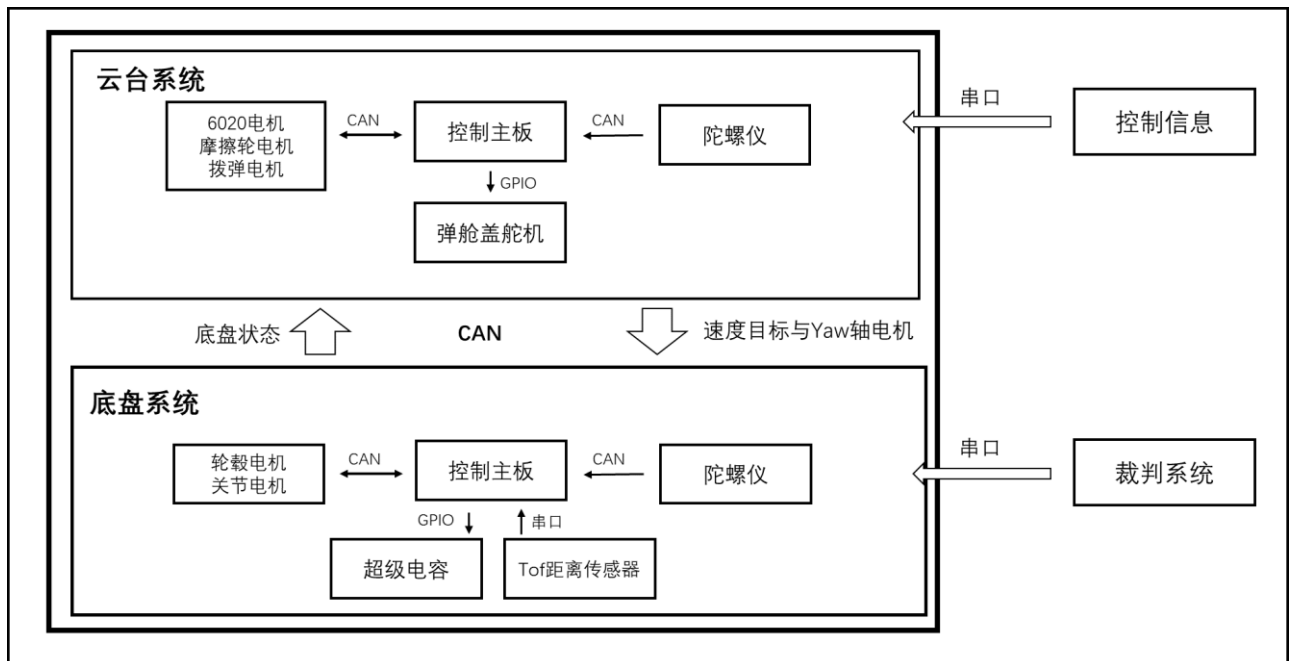 云台系统
6020电机
摩擦轮电机
拨弹电机
CAN
控制主板
CAN
陀螺仪
GPIO
弹舱盖舵机
串口
控制信息
底盘状态
CAN
速度目标与Yaw轴电机
底盘系统
轮毂电机
关节电机
CAN
控制主板
CAN
陀螺仪
GPIO
串口
超级电容
Tof距离传感器
串口
裁判系统